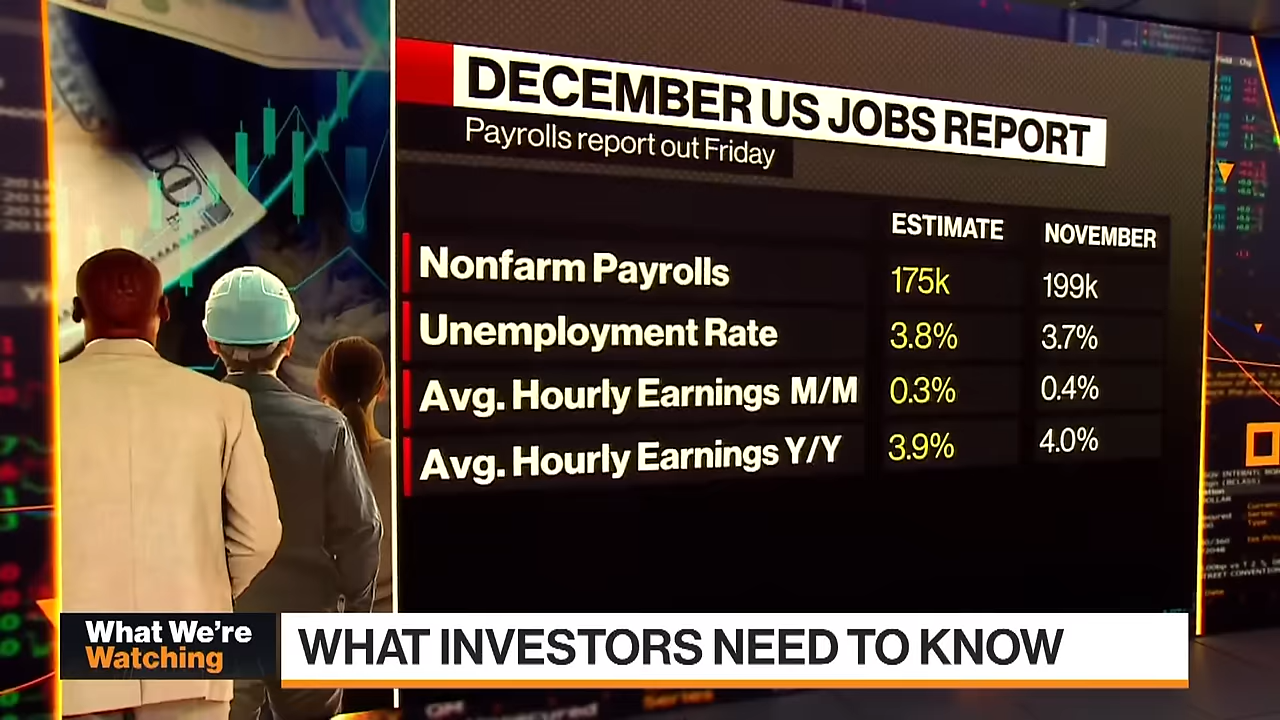 DECEMBER US JOBS REPORT
Payrolls report out Friday
ESTIMATE NOVEMBER
Nonfarm Payrolls 175k 199k
Unemployment Rate 3.8% 3.7%
Avg. Hourly Earnings M/M 0.3% 0.4%
Avg. Hourly Earnings Y/Y 3.9% 4.0%
What We're
Watching
WHAT INVESTORS NEED TO KNOW